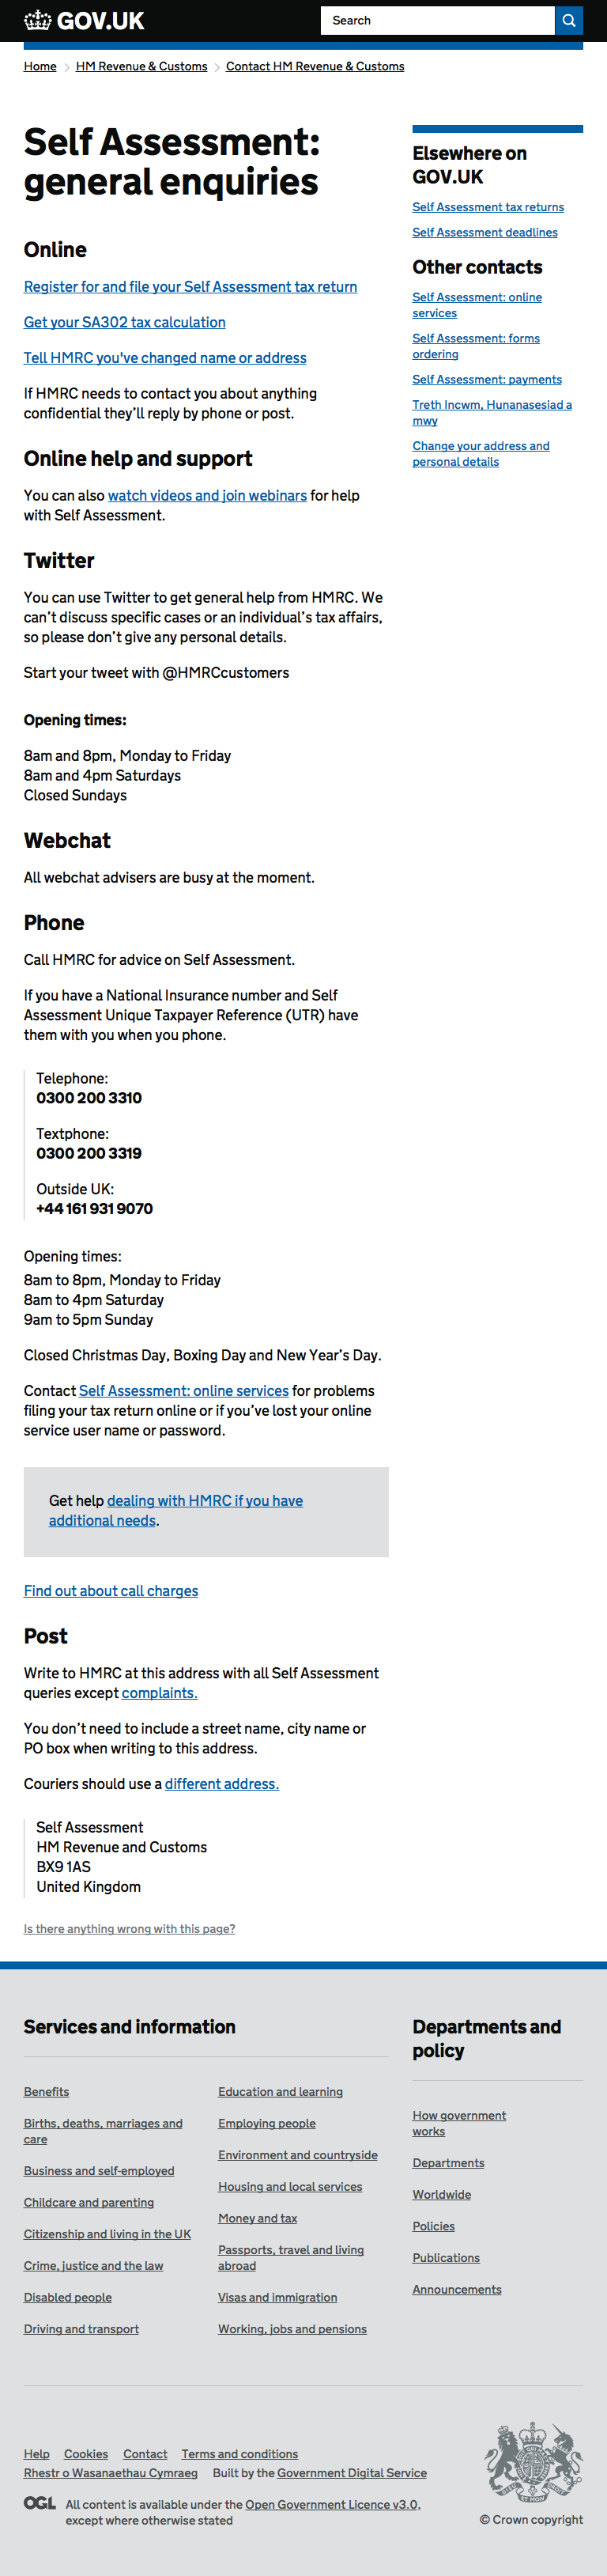 GOV.UK
Search
Home
HM Revenue & Customs
Contact HM Revenue & Customs
Self Assessment:
general enquiries
Online
Register for and file your Self Assessment tax return
Get your SA302 tax calculation
Tell HMRC you've changed name or address
If HMRC needs to contact you about anything
confidential they’ll reply by phone or post.
Online help and support
You can also watch videos and join webinars for help
with Self Assessment.
Twitter
You can use Twitter to get general help from HMRC. We
can’t discuss specific cases or an individual’s tax affairs,
so please don’t give any personal details.
Start your tweet with @HMRCcustomers
Opening times:
8am and 8pm, Monday to Friday
8am and 4pm Saturdays
Closed Sundays
Webchat
All webchat advisers are busy at the moment.
Phone
Call HMRC for advice on Self Assessment.
If you have a National Insurance number and Self
Assessment Unique Taxpayer Reference (UTR) have
them with you when you phone.
Telephone:
0300 200 3310
Textphone:
0300 200 3319
Outside UK:
+44 161 931 9070
Opening times:
8am to 8pm, Monday to Friday
8am to 4pm Saturday
9am to 5pm Sunday
Closed Christmas Day, Boxing Day and New Year’s Day.
Contact Self Assessment: online services for problems
filing your tax return online or if you’ve lost your online
service user name or password.
Get help dealing with HMRC if you have
additional needs.
Find out about call charges
Post
Write to HMRC at this address with all Self Assessment
queries except complaints.
You don’t need to include a street name, city name or
PO box when writing to this address.
Couriers should use a different address.
Self Assessment
HM Revenue and Customs
BX9 1AS
United Kingdom
Is there anything wrong with this page?
Elsewhere on
GOV.UK
Self Assessment tax returns
Self Assessment deadlines
Other contacts
Self Assessment: online
services
Self Assessment: forms
ordering
Self Assessment: payments
Treth Incwm, Hunanasesiad a
mwy
Change your address and
personal details
Services and information
Benefits
Births, deaths, marriages and
care
Business and self-employed
Childcare and parenting
Citizenship and living in the UK
Crime, justice and the law
Disabled people
Driving and transport
Education and learning
Employing people
Environment and countryside
Housing and local services
Money and tax
Passports, travel and living
abroad
Visas and immigration
Working, jobs and pensions
Departments and
policy
How government
works
Departments
Worldwide
Policies
Publications
Announcements
Help Cookies Contact Terms and conditions
Rhestr o Wasanaethau Cymraeg Built by the Government Digital Service
OGL
All content is available under the Open Government Licence v3.0,
except where otherwise stated
© Crown copyright